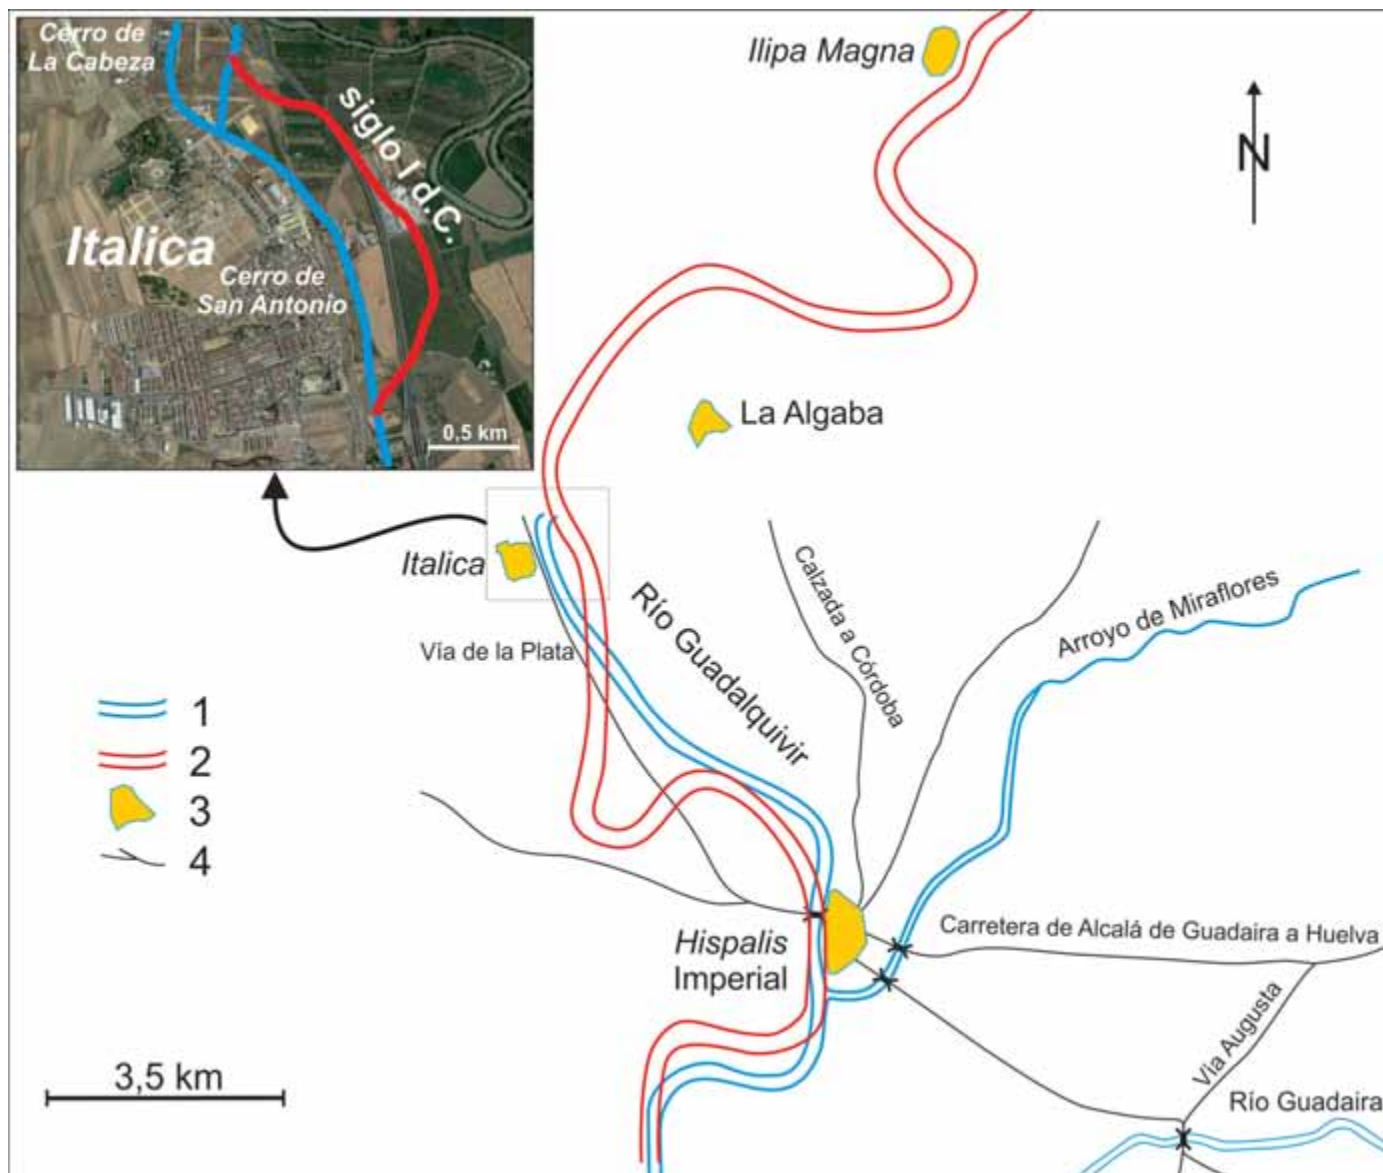 Cerro de
La Cabeza
siglo I d.C.
Italica
Cerro de
San Antonio
0,5 km
Ilipa Magna
N
La Algaba
Italica
Vía de la Plata
Río Guadalquivir
Calzada a Córdoba
Arroyo de Miraflores
1
2
3
4
Hispalis
Imperial
Carretera de Alcalá de Guadaira a Huelva
Vía Augusta
Río Guadaira
3,5 km